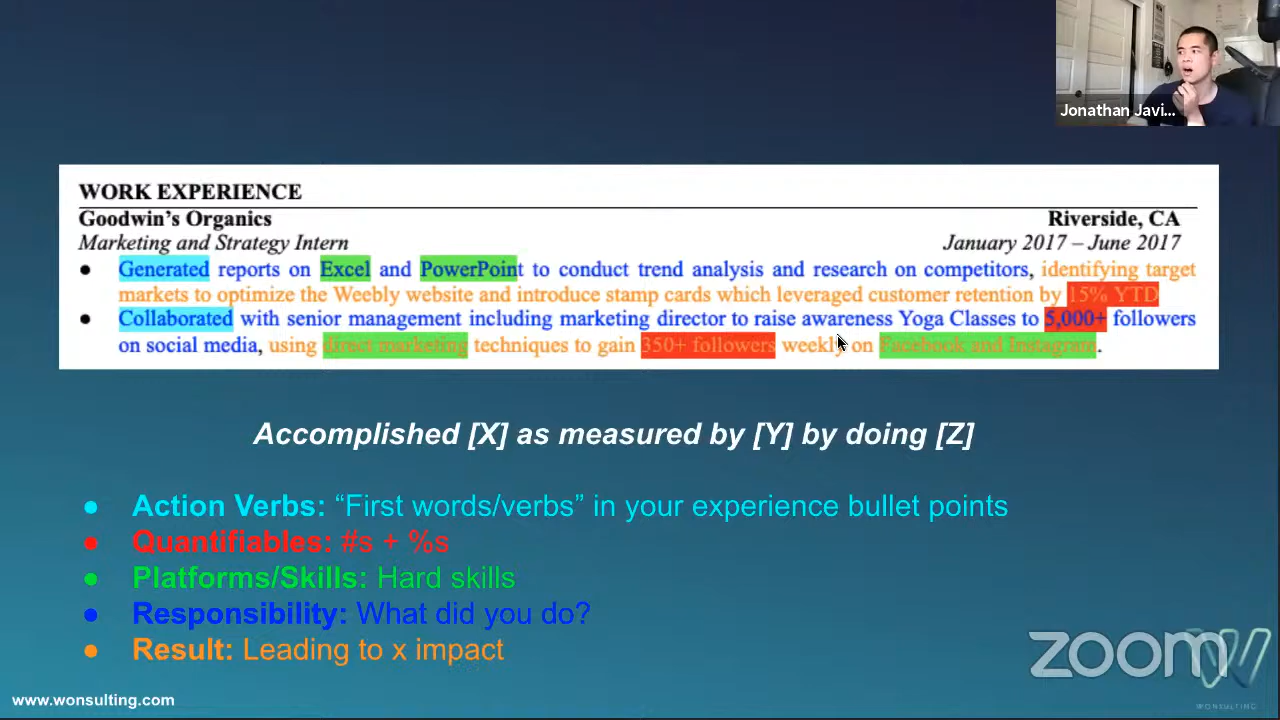 Jonathan Javi...
WORK EXPERIENCE
Goodwin's Organics Riverside, CA
Marketing and Strategy Intern January 2017 – June 2017
● Generated reports on Excel and PowerPoint to conduct trend analysis and research on competitors, identifying target
markets to optimize the Weebly website and introduce stamp cards which leveraged customer retention by 15% YTD
● Collaborated with senior management including marketing director to raise awareness Yoga Classes to 5,000+ followers
on social media, using direct marketing techniques to gain 350+ followers weekly on Facebook and Instagram.
Accomplished [X] as measured by [Y] by doing [Z]
● Action Verbs: “First words/verbs” in your experience bullet points
● Quantifiables: #s + %s
● Platforms/Skills: Hard skills
● Responsibility: What did you do?
● Result: Leading to x impact
zoom
WONSULTING
www.wonsulting.com